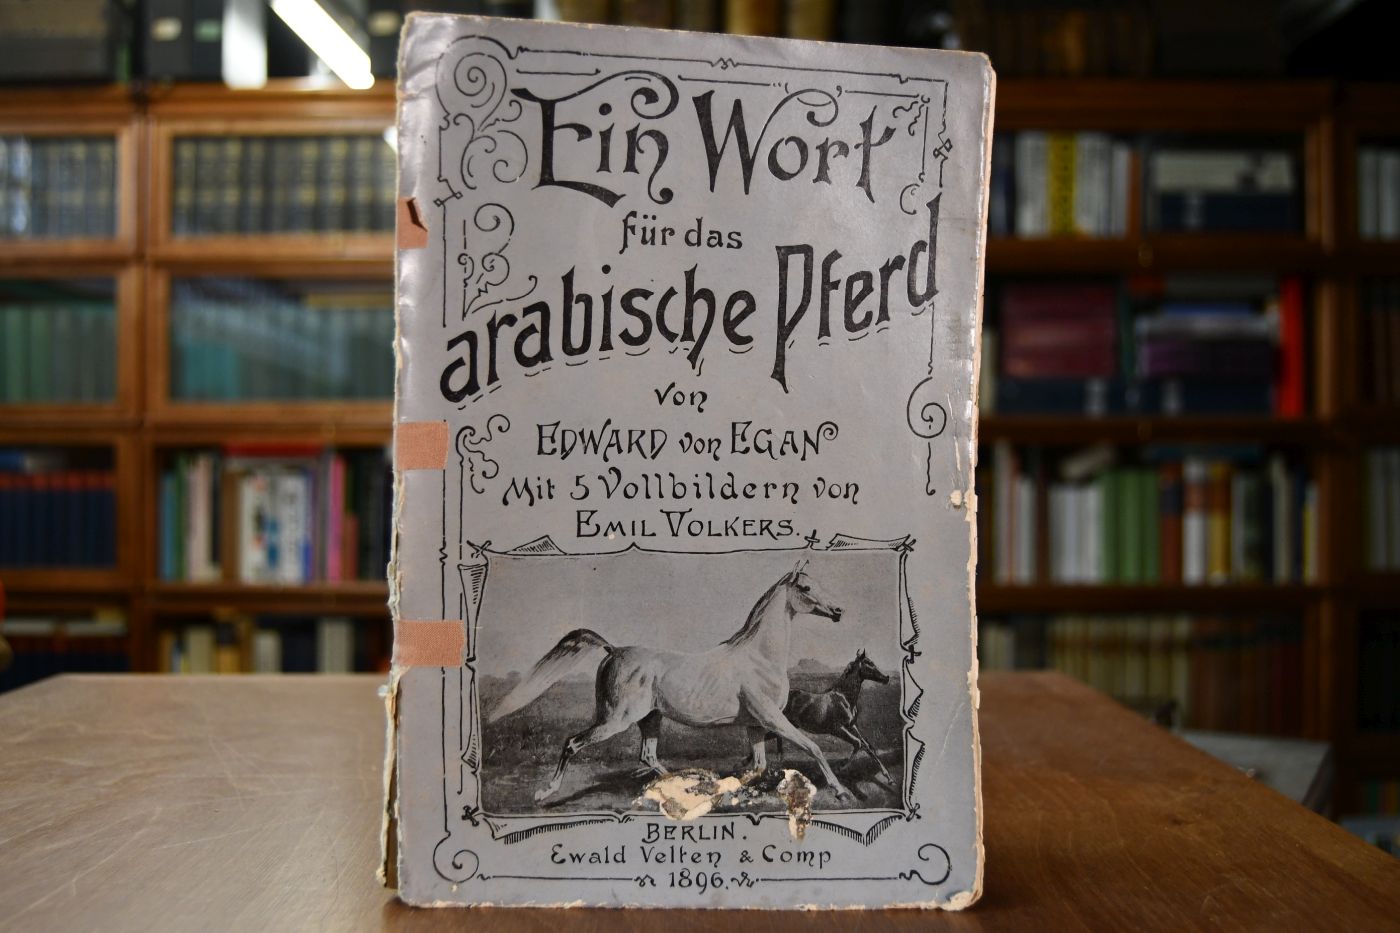 Ein Wort
für das
arabische Pferd
von
EDWARD von EGAN
Mit 5 Vollbildern von
EMIL VOLKERS.
BERLIN.
Ewald Velten & Comp
1896.